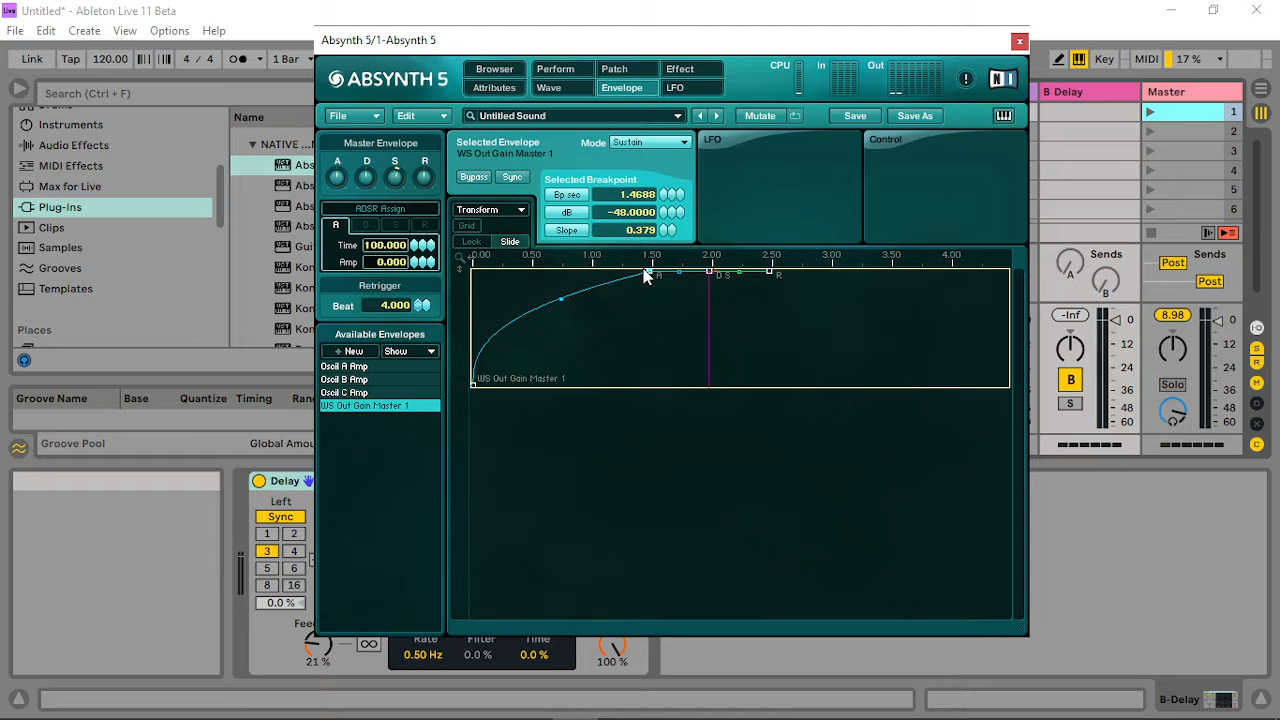 Live Untitled* - Ableton Live 11 Beta
File Edit Create View Options Help
Link Tap 120.00 4 / 4 1 Bar Key MIDI 17 %
Search (Ctrl + F)
Instruments
Audio Effects
MIDI Effects
Max for Live
Plug-Ins
Clips
Samples
Grooves
Templates
Places
Name
NATIVE ...
Groove Name Base Quantize Timing
Groove Pool Global Amou
Absynth 5/1-Absynth 5
ABSYNTH 5
Browser Perform Patch Effect
Attributes Wave Envelope LFO
CPU In Out
NI
File Edit Untitled Sound Mutate Save Save As
Master Envelope
A D S R
ADSR Assign
A D S R
Time 100.000
Amp 0.000
Retrigger
Beat 4.000
Available Envelopes
+ New Show
Oscil A Amp
Oscil B Amp
Oscil C Amp
WS Out Gain Master 1
Selected Envelope Mode Sustain
WS Out Gain Master 1
Bypass Sync
Selected Breakpoint
Bp sec 1.4688
dB -48.0000
Slope 0.379
Transform
Grid
Lock Slide
LFO
Control
0.50 1.00 1.50 2.00 2.50 3.00 3.50 4.00
A D S R
WS Out Gain Master 1
B Delay Master
1
2
3
4
5
6
Sends Sends
A Post
B Post
-Inf 8.98
0 0
12 12
24 24
36 36
48 48
60 60
B Solo
S
Delay
Left
Sync
1 2
3 4
5 6
8 16
0.0 %
21 %
Rate Filter Time
0.50 Hz 0.0 % 0.0 %
100 %
B-Delay